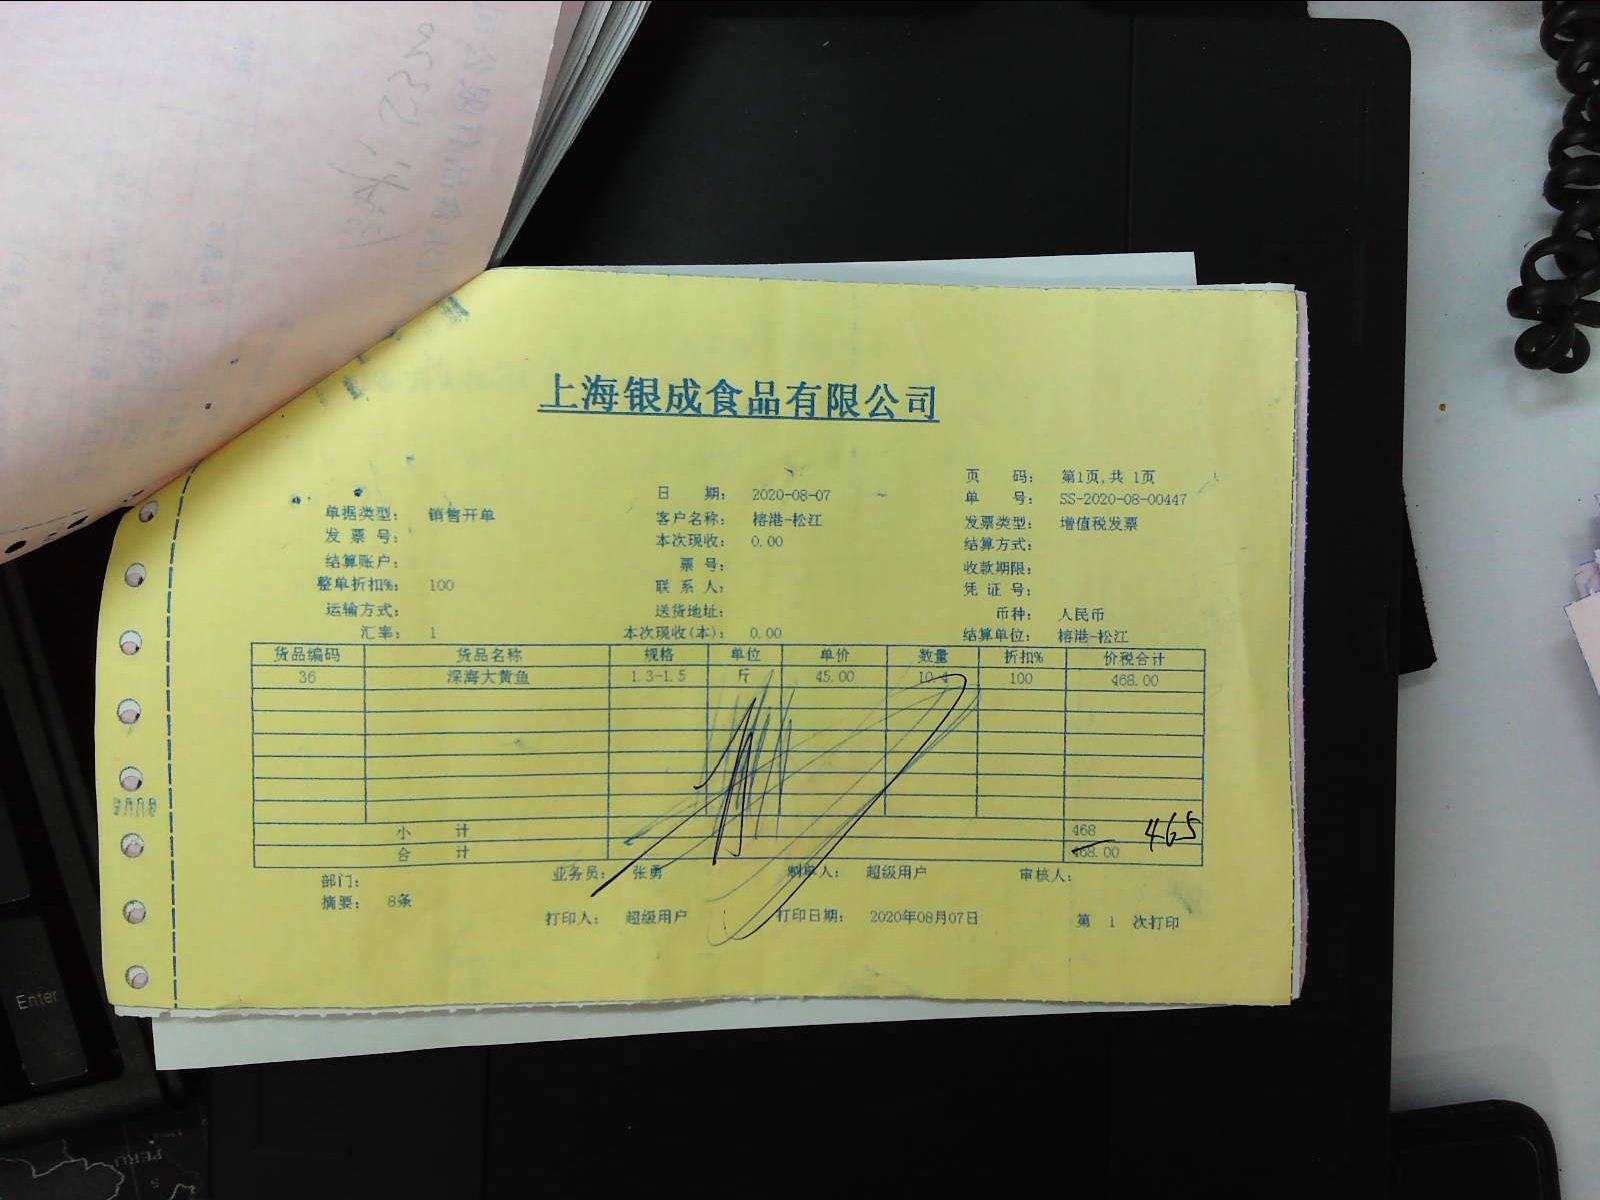 上海银成食品有限公司
页 码： 第1页,共 1页
日 期： 2020-08-07 单 号： SS-2020-08-00447
单据类型： 销售开单 客户名称： 榕港-松江 发票类型： 增值税发票
发 票 号： 本次现收： 0.00 结算方式：
结算账户： 票 号： 收款期限：
整单折扣%： 100 联 系 人： 凭 证 号：
运输方式： 送货地址： 币种： 人民币
汇率： 1 本次现收(本)： 0.00 结算单位： 榕港-松江
货品编码 货品名称 规格 单位 单价 数量 折扣% 价税合计
36 深海大黄鱼 1.3-1.5 斤 45.00 10.4 100 468.00
小 计 468 465
合 计 468.00
部门： 业务员： 张勇 制单人： 超级用户 审核人：
摘要： 8条
打印人： 超级用户 打印日期： 2020年08月07日 第 1 次打印
Enter
PERU